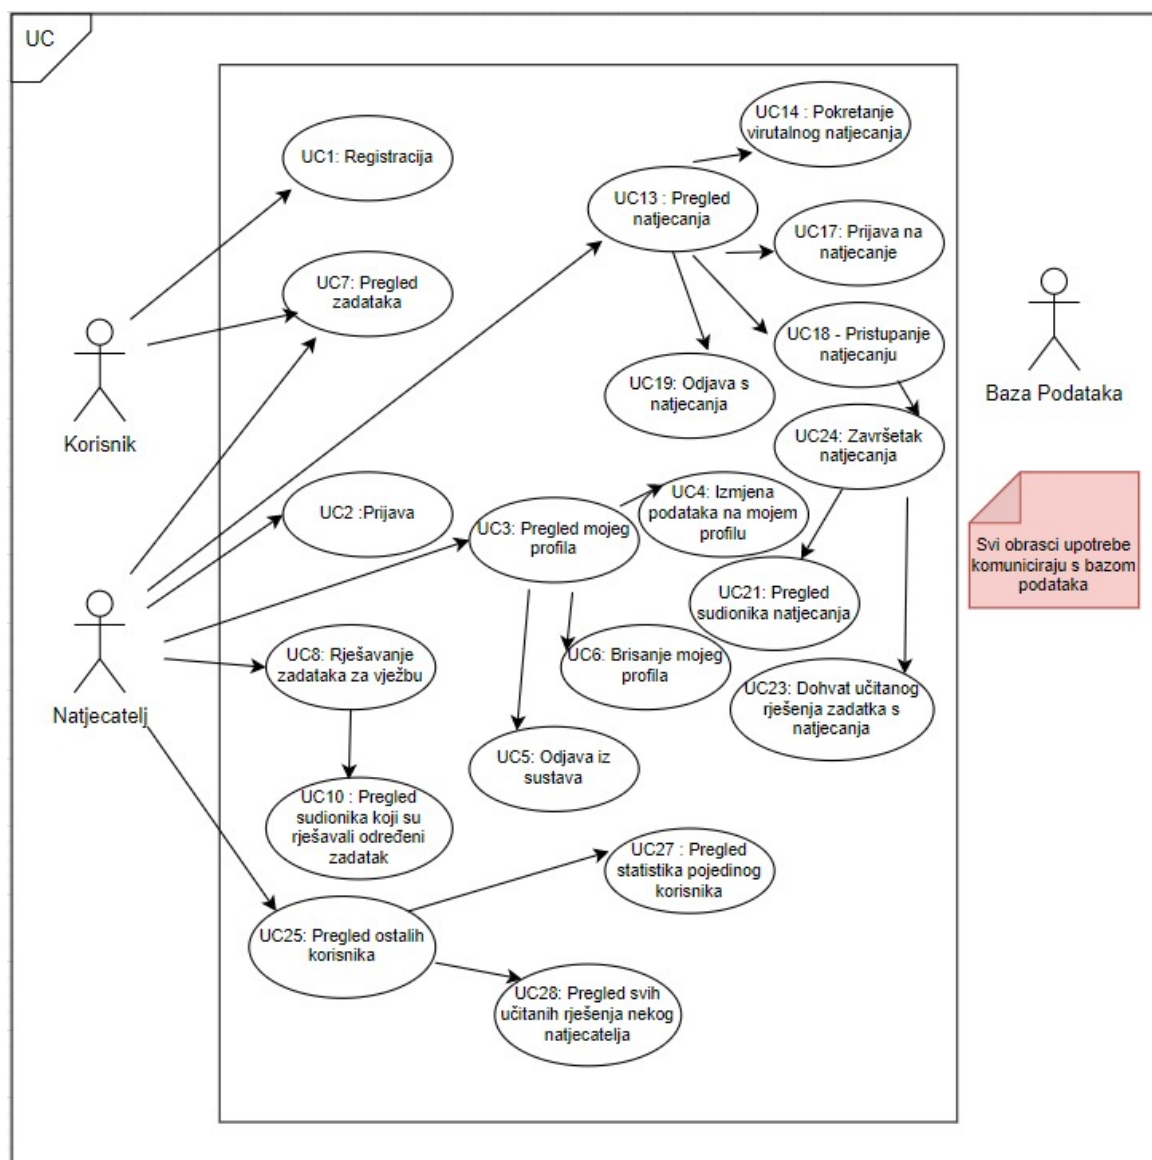 UC
UC14 : Pokretanje
virutalnog natjecanja
UC1: Registracija
UC13 : Pregled
natjecanja
UC17: Prijava na
natjecanje
UC7: Pregled
zadataka
UC18 - Pristupanje
natjecanju
UC19: Odjava s
natjecanja
Baza Podataka
Korisnik
UC24: Završetak
natjecanja
UC2 :Prijava
UC3: Pregled mojeg
profila
UC4: Izmjena
podataka na mojem
profilu
Svi obrasci upotrebe
komuniciraju s bazom
podataka
UC21: Pregled
sudionika natjecanja
UC8: Rješavanje
zadataka za vježbu
UC6: Brisanje mojeg
profila
UC23: Dohvat učitanog
rješenja zadatka s
natjecanja
Natjecatelj
UC5: Odjava iz
sustava
UC10 : Pregled
sudionika koji su
rješavali određeni
zadatak
UC27 : Pregled
statistika pojedinog
korisnika
UC25: Pregled ostalih
korisnika
UC28: Pregled svih
učitanih rješenja nekog
natjecatelja